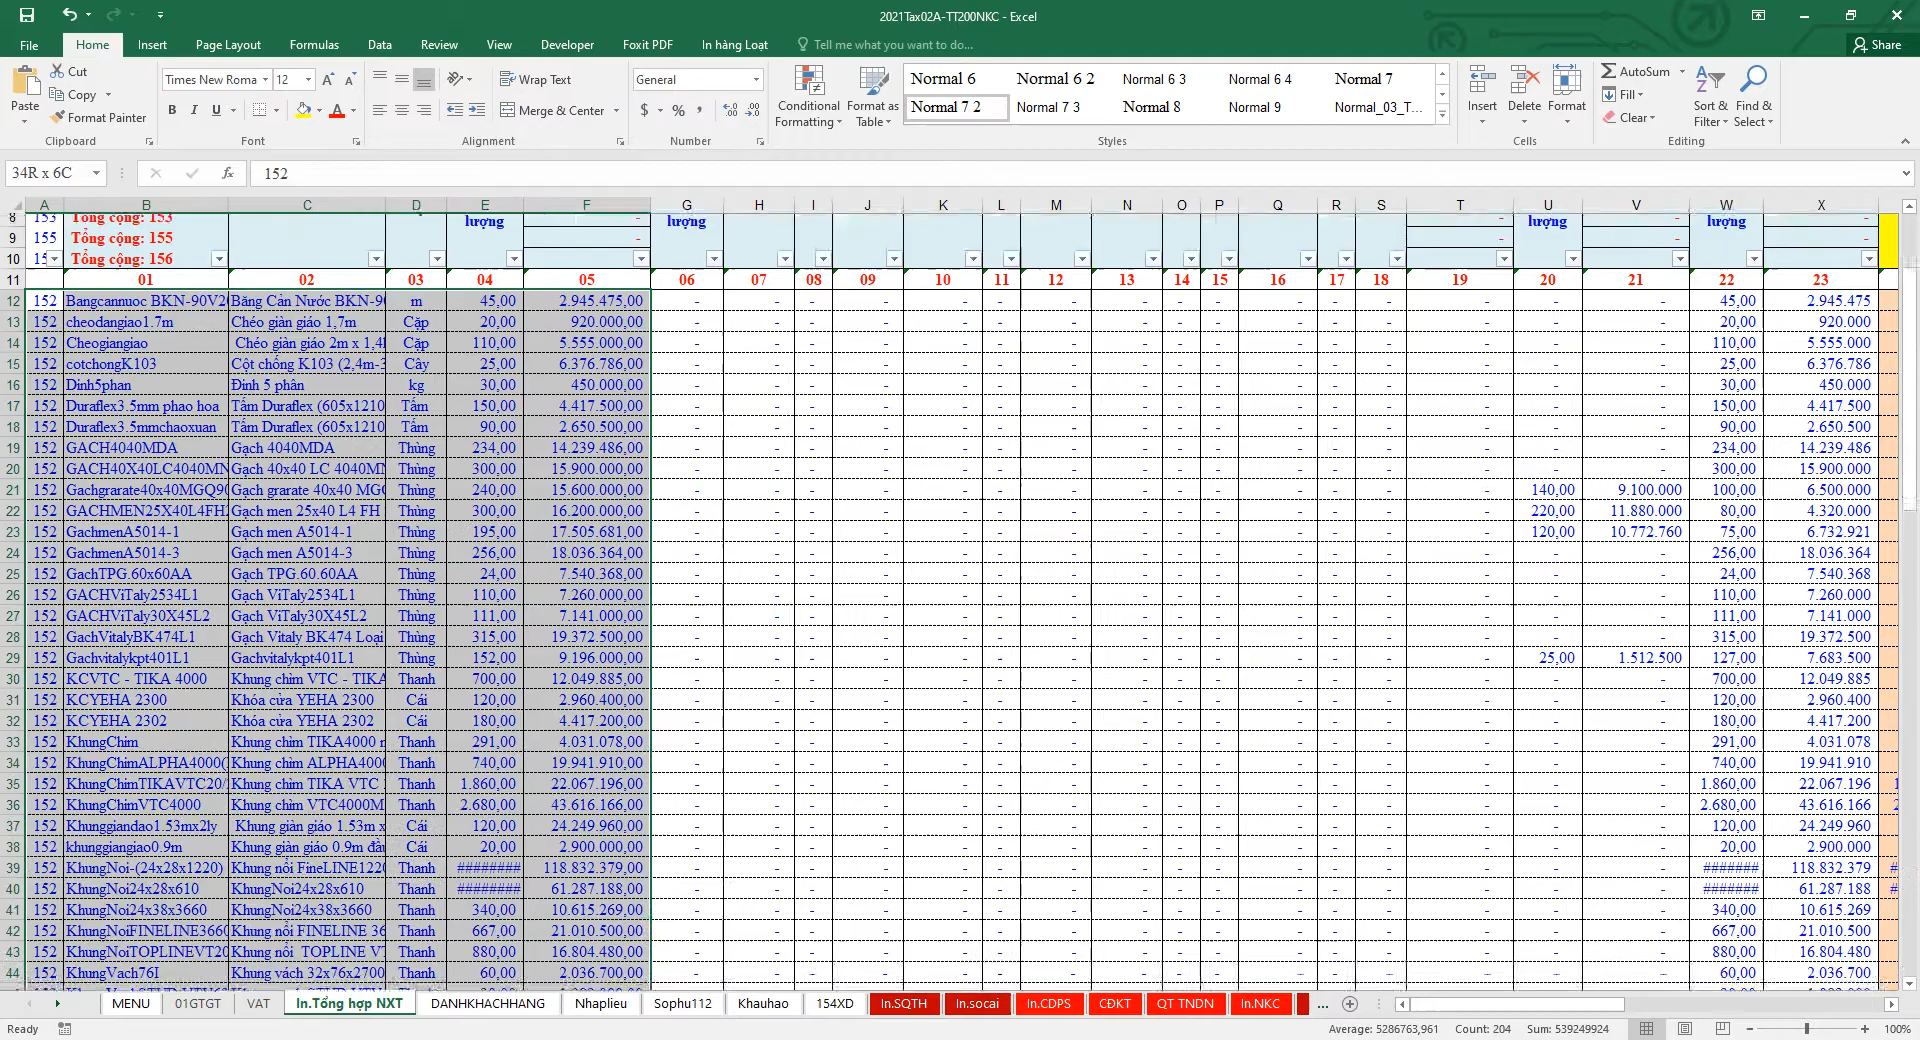 2021Tax02A-TT200NKC - Excel
File Home Insert Page Layout Formulas Data Review View Developer Foxit PDF In hàng Loạt Tell me what you want to do... Share
Cut Times New Roma 12 Wrap Text General Normal 6 Normal 6 2 Normal 6 3 Normal 6 4 Normal 7 AutoSum
Paste Copy Merge & Center Normal 7 2 Normal 7 3 Normal 8 Normal 9 Normal_03_T... Fill
Format Painter Conditional Formatting Format as Table Insert Delete Format Clear Sort & Filter Find & Select
Clipboard Font Alignment Number Styles Cells Editing
34R x 6C fx 152
A B C D E F G H I J K L M N O P Q R S T U V W X
8 153 Tổng cộng: 153 lượng - lượng - lượng - lượng -
9 155 Tổng cộng: 155 - - - -
10 15 Tổng cộng: 156
11 01 02 03 04 05 06 07 08 09 10 11 12 13 14 15 16 17 18 19 20 21 22 23
12 152 Bangcannuoc BKN-90V2 Băng Cản Nước BKN-9 m 45,00 2.945.475,00 - - - - - - - - - - - - - - - - 45,00 2.945.475
13 152 cheodangiao1.7m Chéo giàn giáo 1,7m Cặp 20,00 920.000,00 - - - - - - - - - - - - - - - - 20,00 920.000
14 152 Cheogiangiao Chéo giàn giáo 2m x 1,4 Cặp 110,00 5.555.000,00 - - - - - - - - - - - - - - - - 110,00 5.555.000
15 152 cotchongK103 Cột chống K103 (2,4m-3 Cây 25,00 6.376.786,00 - - - - - - - - - - - - - - - - 25,00 6.376.786
16 152 Dinh5phan Đinh 5 phân kg 30,00 450.000,00 - - - - - - - - - - - - - - - - 30,00 450.000
17 152 Duraflex3.5mm phao hoa Tấm Duraflex (605x1210 Tấm 150,00 4.417.500,00 - - - - - - - - - - - - - - - - 150,00 4.417.500
18 152 Duraflex3.5mmchaoxuan Tấm Duraflex (605x1210 Tấm 90,00 2.650.500,00 - - - - - - - - - - - - - - - - 90,00 2.650.500
19 152 GACH4040MDA Gạch 4040MDA Thùng 234,00 14.239.486,00 - - - - - - - - - - - - - - - - 234,00 14.239.486
20 152 GACH40X40LC4040MN Gạch 40x40 LC 4040MN Thùng 300,00 15.900.000,00 - - - - - - - - - - - - - - - - 300,00 15.900.000
21 152 Gachgrarate40x40MGQ90 Gạch grarate 40x40 MGQ Thùng 240,00 15.600.000,00 - - - - - - - - - - - - - - 140,00 9.100.000 100,00 6.500.000
22 152 GACHMEN25X40L4FH Gạch men 25x40 L4 FH Thùng 300,00 16.200.000,00 - - - - - - - - - - - - - - 220,00 11.880.000 80,00 4.320.000
23 152 GachmenA5014-1 Gạch men A5014-1 Thùng 195,00 17.505.681,00 - - - - - - - - - - - - - - 120,00 10.772.760 75,00 6.732.921
24 152 GachmenA5014-3 Gạch men A5014-3 Thùng 256,00 18.036.364,00 - - - - - - - - - - - - - - - - 256,00 18.036.364
25 152 GachTPG.60x60AA Gạch TPG.60.60AA Thùng 24,00 7.540.368,00 - - - - - - - - - - - - - - - - 24,00 7.540.368
26 152 GACHViTaly2534L1 Gạch ViTaly2534L1 Thùng 110,00 7.260.000,00 - - - - - - - - - - - - - - - - 110,00 7.260.000
27 152 GACHViTaly30X45L2 Gạch ViTaly30X45L2 Thùng 111,00 7.141.000,00 - - - - - - - - - - - - - - - - 111,00 7.141.000
28 152 GachVitalyBK474L1 Gạch Vitaly BK474 Loại Thùng 315,00 19.372.500,00 - - - - - - - - - - - - - - - - 315,00 19.372.500
29 152 Gachvitalykpt401L1 Gachvitalykpt401L1 Thùng 152,00 9.196.000,00 - - - - - - - - - - - - - - 25,00 1.512.500 127,00 7.683.500
30 152 KCVTC - TIKA 4000 Khung chìm VTC - TIKA Thanh 700,00 12.049.885,00 - - - - - - - - - - - - - - - - 700,00 12.049.885
31 152 KCYEHA 2300 Khóa cửa YEHA 2300 Cái 120,00 2.960.400,00 - - - - - - - - - - - - - - - - 120,00 2.960.400
32 152 KCYEHA 2302 Khóa cửa YEHA 2302 Cái 180,00 4.417.200,00 - - - - - - - - - - - - - - - - 180,00 4.417.200
33 152 KhungChim Khung chìm TIKA4000 Thanh 291,00 4.031.078,00 - - - - - - - - - - - - - - - - 291,00 4.031.078
34 152 KhungChimALPHA4000( Khung chìm ALPHA400 Thanh 740,00 19.941.910,00 - - - - - - - - - - - - - - - - 740,00 19.941.910
35 152 KhungChimTIKAVTC20/ Khung chìm TIKA VTC Thanh 1.860,00 22.067.196,00 - - - - - - - - - - - - - - - - 1.860,00 22.067.196 1
36 152 KhungChimVTC4000 Khung chìm VTC4000M Thanh 2.680,00 43.616.166,00 - - - - - - - - - - - - - - - - 2.680,00 43.616.166 2
37 152 Khunggiandao1.53mx2ly Khung giàn giáo 1.53m x Cái 120,00 24.249.960,00 - - - - - - - - - - - - - - - - 120,00 24.249.960
38 152 khunggiangiao0.9m Khung giàn giáo 0.9m đầu Cái 20,00 2.900.000,00 - - - - - - - - - - - - - - - - 20,00 2.900.000
39 152 KhungNoi-(24x28x1220) Khung nổi FineLINE1220 Thanh ######## 118.832.379,00 - - - - - - - - - - - - - - - - ####### 118.832.379 #
40 152 KhungNoi24x28x610 KhungNoi24x28x610 Thanh ######## 61.287.188,00 - - - - - - - - - - - - - - - - ####### 61.287.188 #
41 152 KhungNoi24x38x3660 KhungNoi24x38x3660 Thanh 340,00 10.615.269,00 - - - - - - - - - - - - - - - - 340,00 10.615.269
42 152 KhungNoiFINELINE3660 Khung nổi FINELINE 36 Thanh 667,00 21.010.500,00 - - - - - - - - - - - - - - - - 667,00 21.010.500
43 152 KhungNoiTOPLINEVT20 Khung nổi TOPLINE VT Thanh 880,00 16.804.480,00 - - - - - - - - - - - - - - - - 880,00 16.804.480
44 152 KhungVach76I Khung vách 32x76x2700 Thanh 60,00 2.036.700,00 - - - - - - - - - - - - - - - - 60,00 2.036.700
MENU 01GTGT VAT In.Tổng hợp NXT DANHKHACHHANG Nhaplieu Sophu112 Khauhao 154XD In.SQTH In.socai In.CDPS CĐKT QT TNDN In.NKC ...
Ready Average: 5286763,961 Count: 204 Sum: 539249924 100%